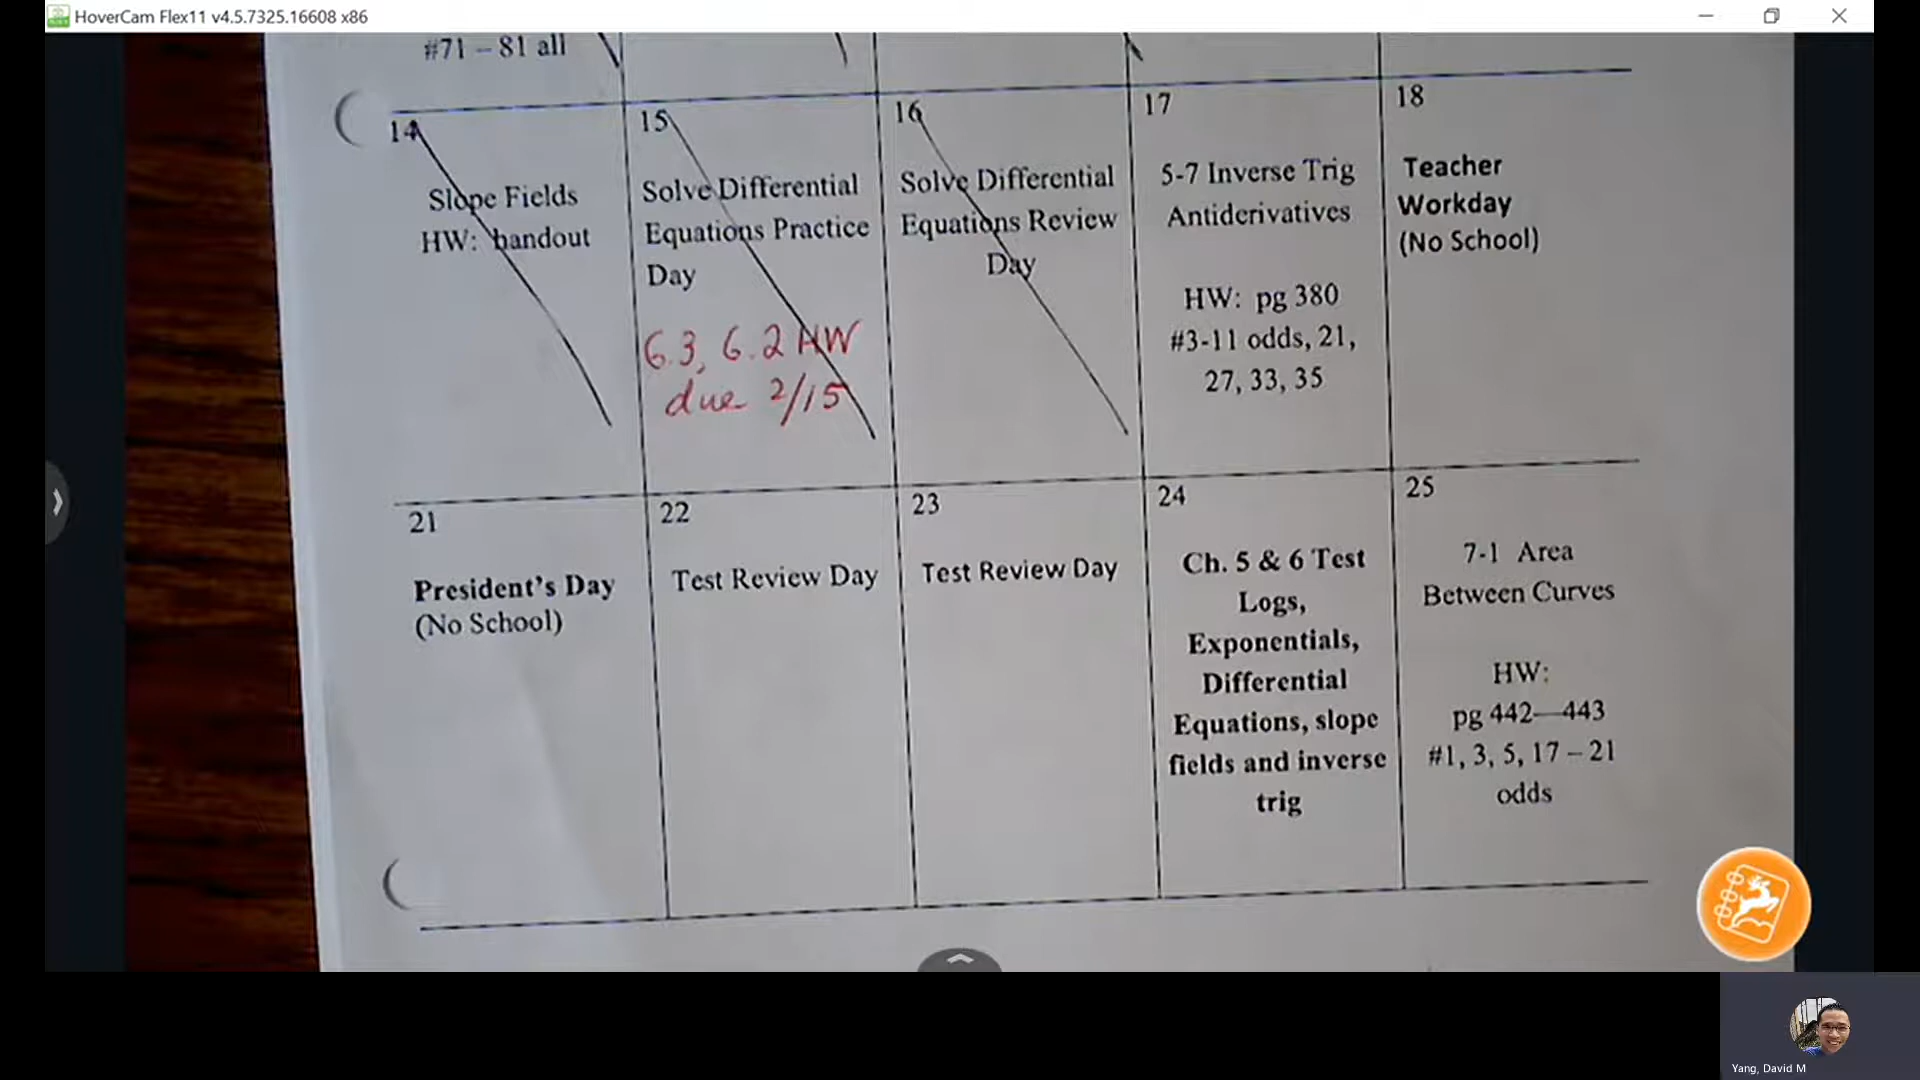 HoverCam Flex11 v4.5.7325.16608 x86
#71 – 81 all
14
Slope Fields
HW: handout
15
Solve Differential
Equations Practice
Day
6.3, 6.2 HW
due 2/15
16
Solve Differential
Equations Review
Day
17
5-7 Inverse Trig
Antiderivatives
HW: pg 380
#3-11 odds, 21,
27, 33, 35
18
Teacher
Workday
(No School)
21
President's Day
(No School)
22
Test Review Day
23
Test Review Day
24
Ch. 5 & 6 Test
Logs,
Exponentials,
Differential
Equations, slope
fields and inverse
trig
25
7-1 Area
Between Curves
HW:
pg 442—443
#1, 3, 5, 17 – 21
odds
Yang, David M